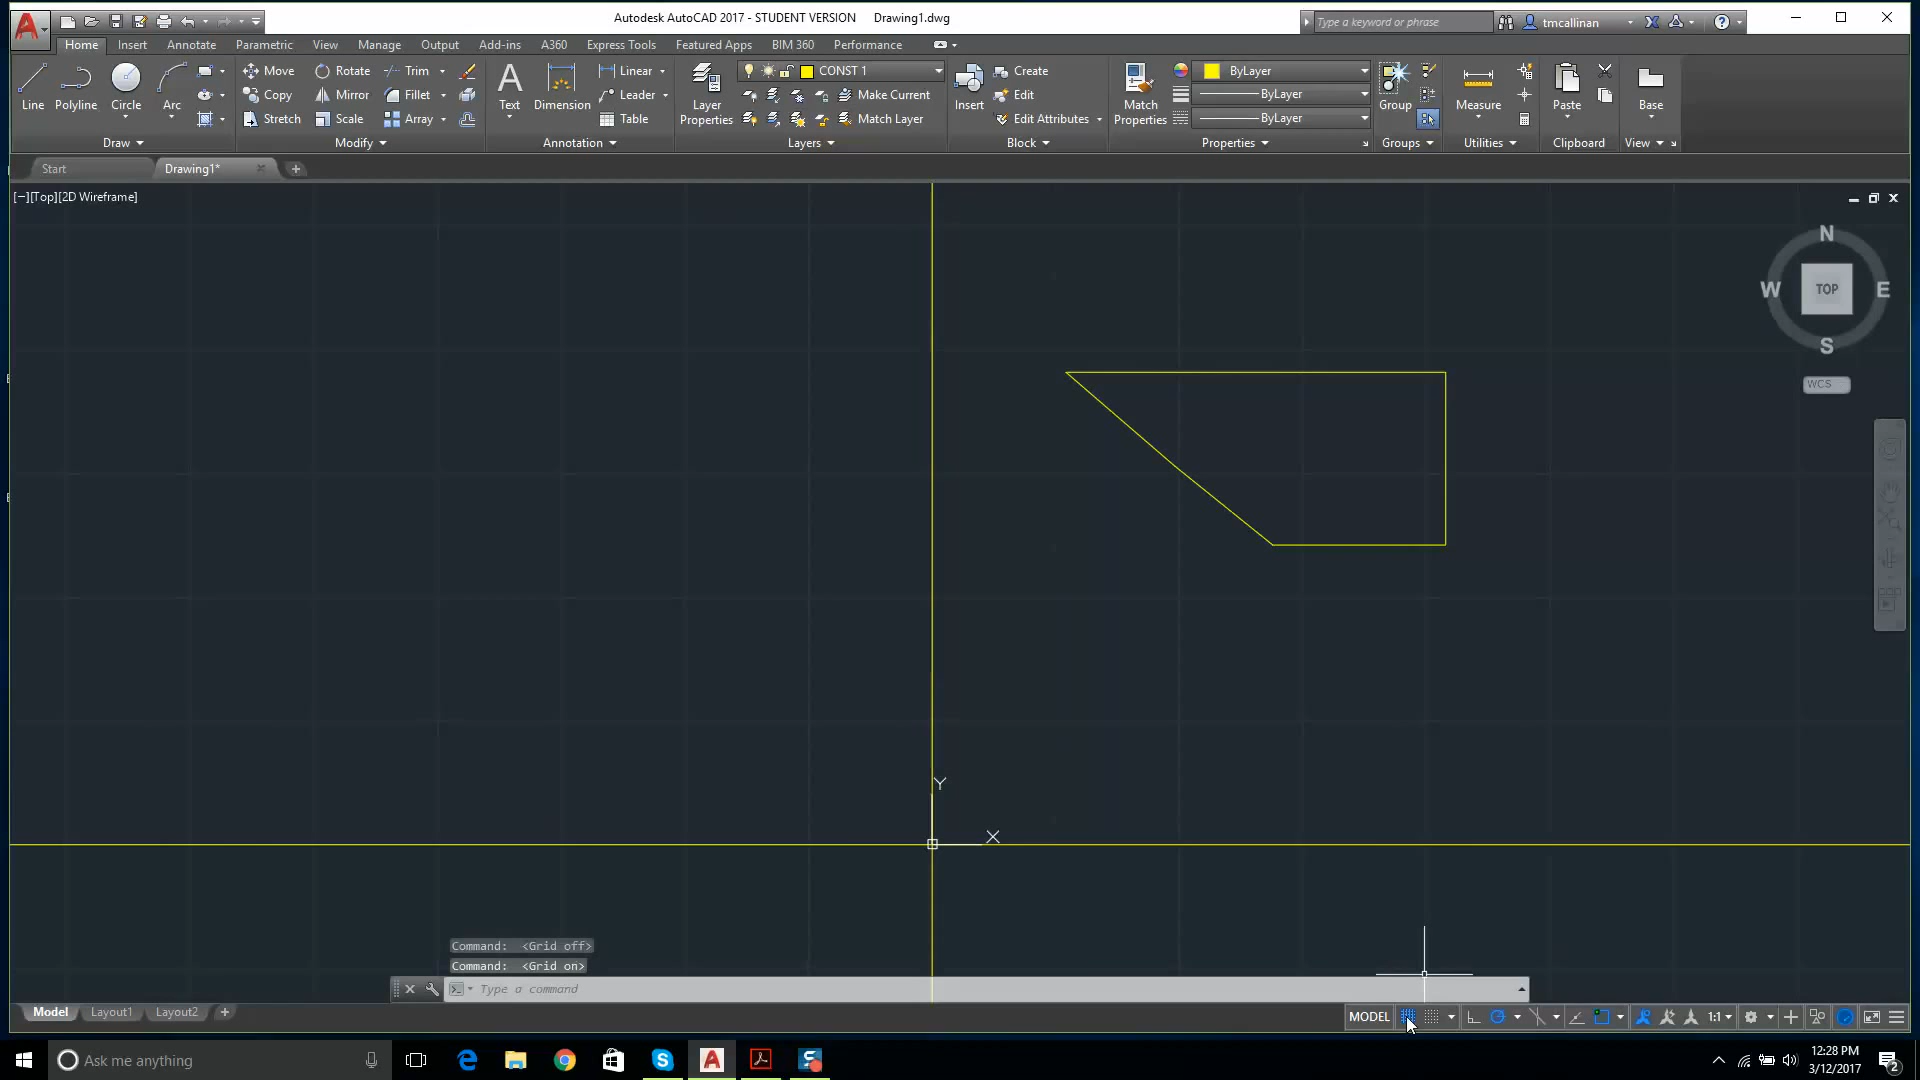 Autodesk AutoCAD 2017 - STUDENT VERSION Drawing1.dwg
Type a keyword or phrase
tmcallinan
Home Insert Annotate Parametric View Manage Output Add-ins A360 Express Tools Featured Apps BIM 360 Performance
Move Rotate Trim Linear CONST 1 Create ByLayer
Line Polyline Circle Arc
Copy Mirror Fillet Text Dimension Leader Layer Properties Make Current Insert Edit Match Properties ByLayer Group Measure Paste Base
Stretch Scale Array Table Match Layer Edit Attributes ByLayer
Draw Modify Annotation Layers Block Properties Groups Utilities Clipboard View
Start Drawing1* +
[−][Top][2D Wireframe]
N
W TOP E
S
WCS
Y
X
Command: <Grid off>
Command: <Grid on>
Type a command
Model Layout1 Layout2 +
MODEL 1:1
Ask me anything
12:28 PM
3/12/2017
2